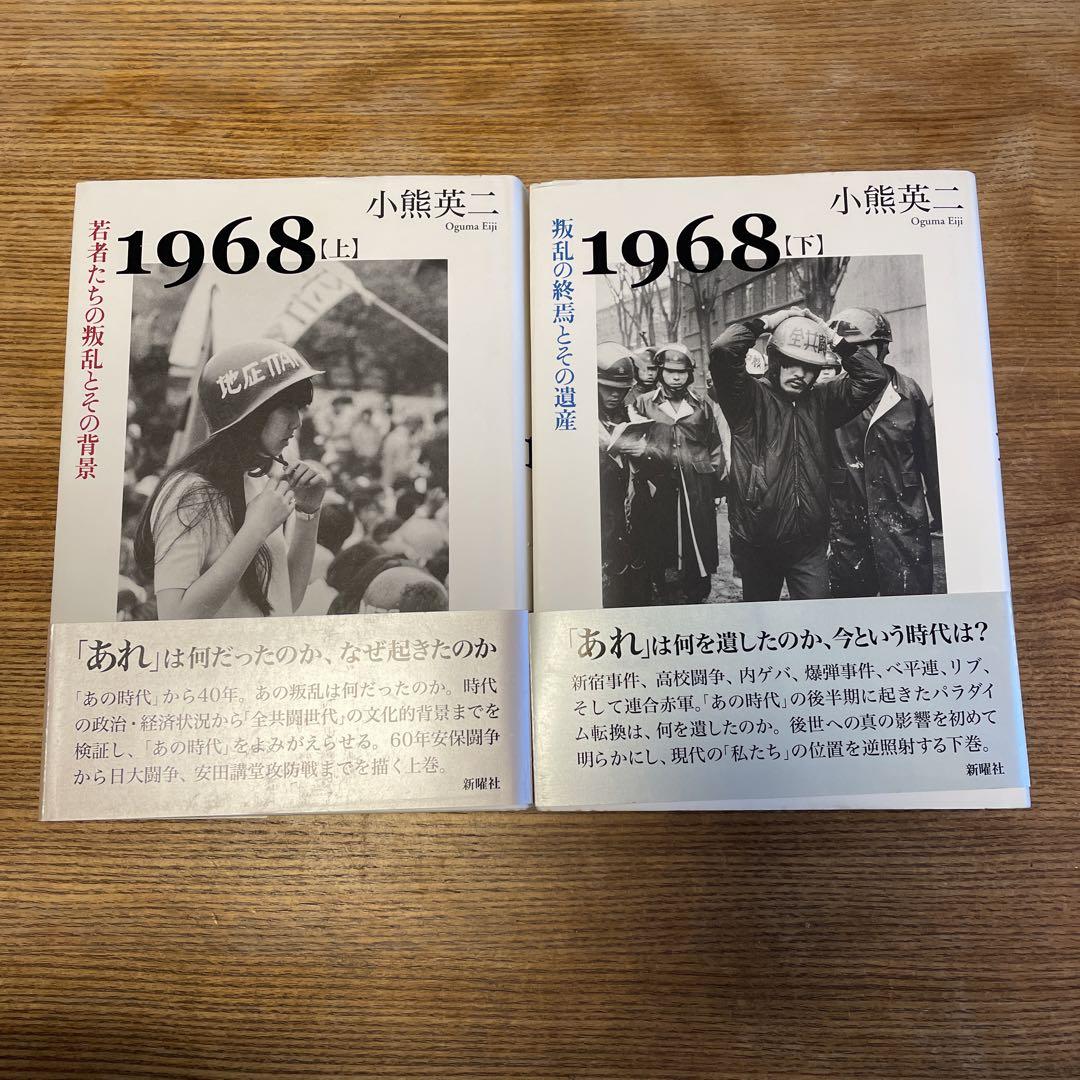 小熊英二
Oguma Eiji
1968【上】
若者たちの叛乱とその背景
「あれ」は何だったのか、なぜ起きたのか
「あの時代」から40年。あの叛乱は何だったのか。時代
の政治・経済状況から「全共闘世代」の文化的背景までを
検証し、「あの時代」をよみがえらせる。60年安保闘争
から日大闘争、安田講堂攻防戦までを描く上巻。
新曜社
小熊英二
Oguma Eiji
1968【下】
叛乱の終焉とその遺産
全共闘
「あれ」は何を遺したのか、今という時代は?
新宿事件、高校闘争、内ゲバ、爆弾事件、ベ平連、リブ、
そして連合赤軍。「あの時代」の後半期に起きたパラダイ
ム転換は、何を遺したのか。後世への真の影響を初めて
明らかにし、現代の「私たち」の位置を逆照射する下巻。
新曜社